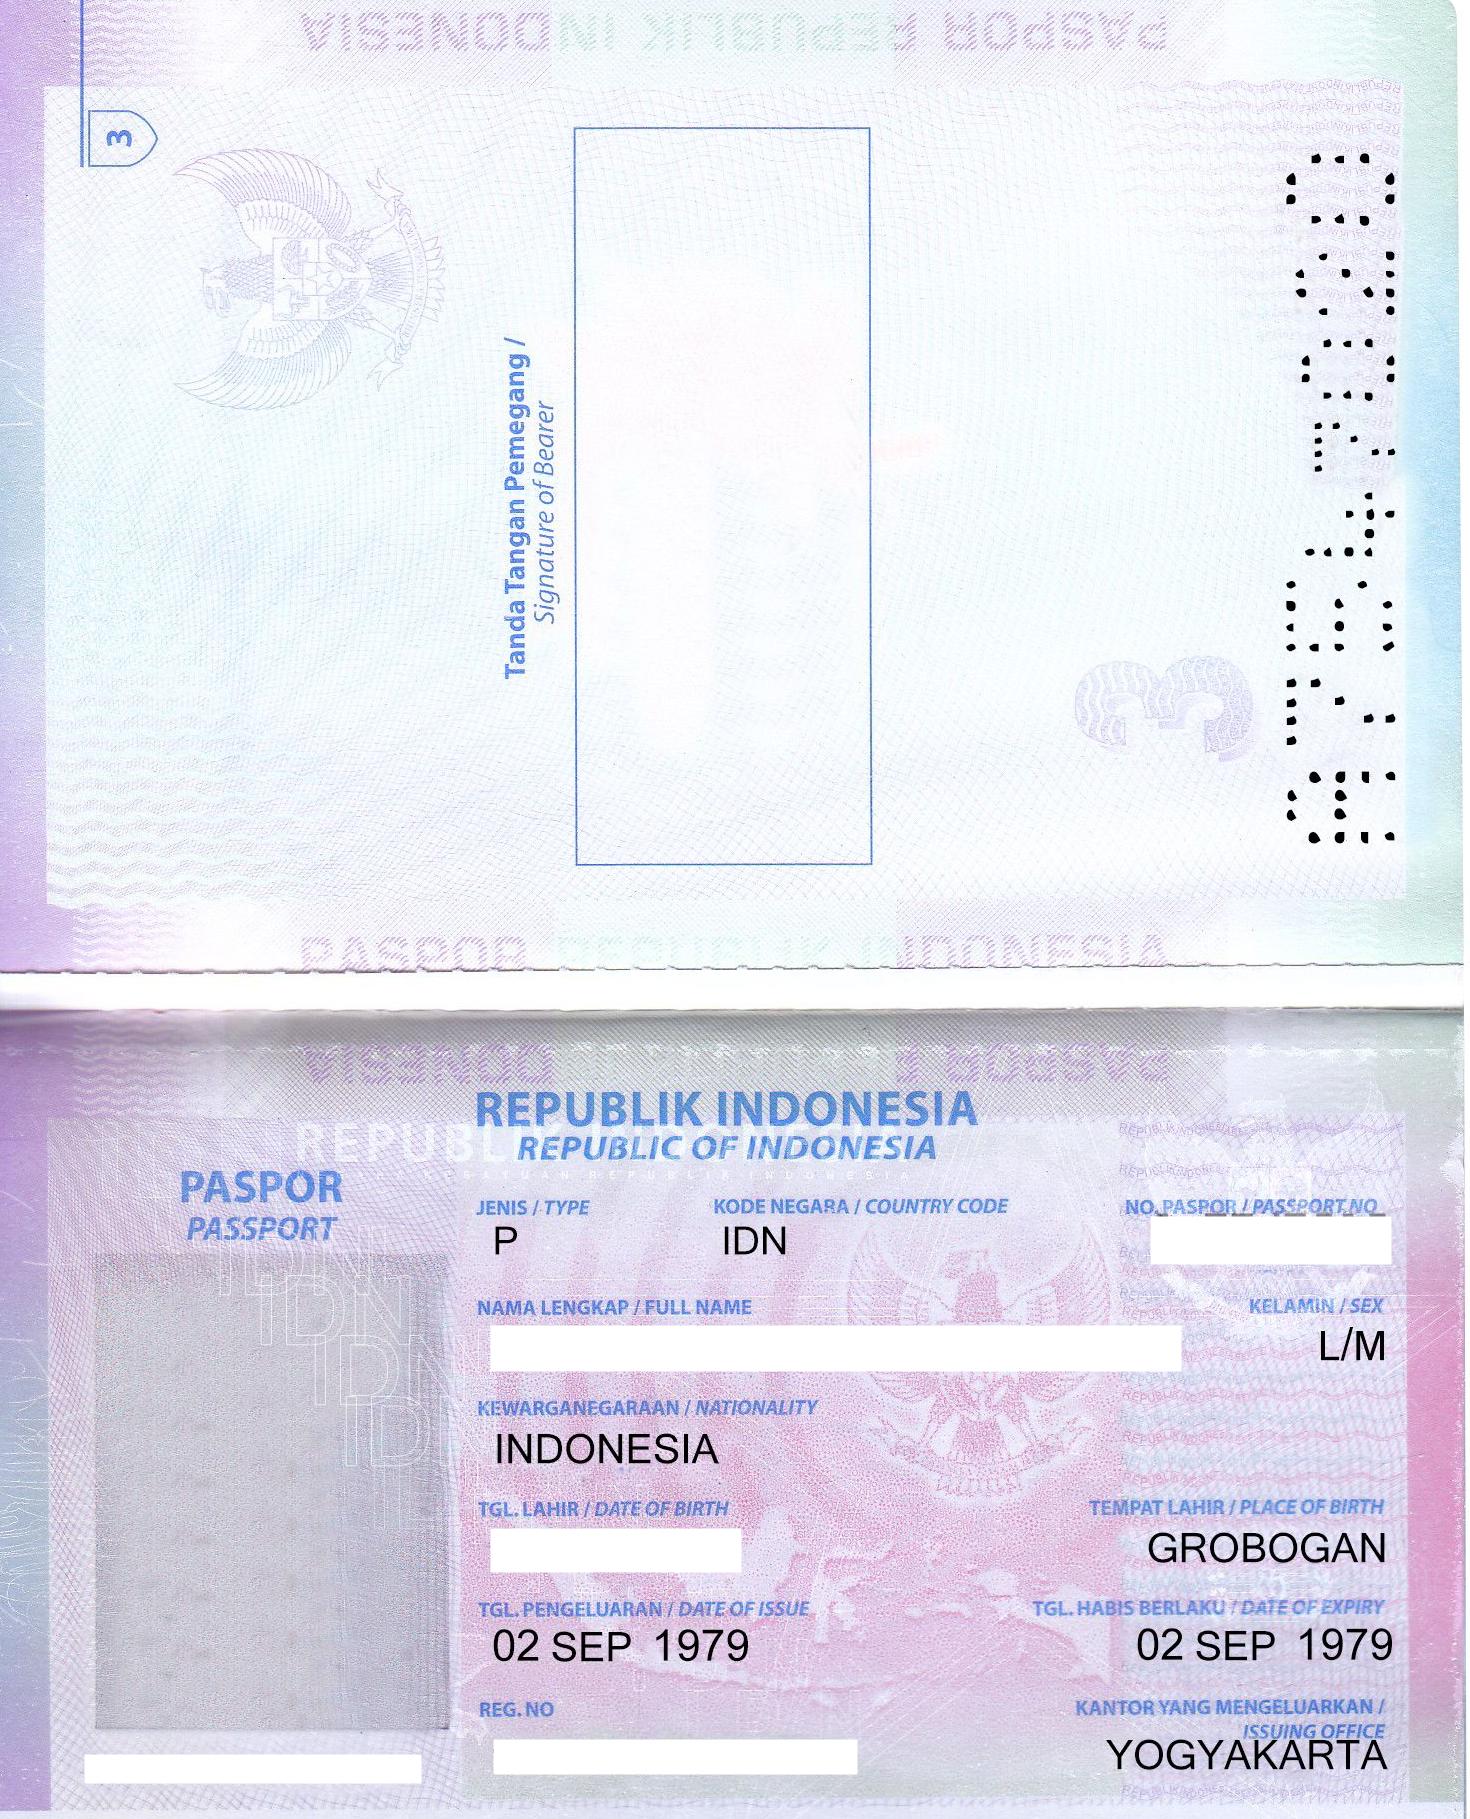 PASPOR REPUBLIK INDONESIA
3
Tanda Tangan Pemegang /
Signature of Bearer
3
PASPOR REPUBLIK INDONESIA
REPUBLIK INDONESIA
REPUBLIC OF INDONESIA
PASPOR
PASSPORT
JENIS / TYPE
KODE NEGARA / COUNTRY CODE
NO. PASPOR / PASSPORT NO
P
IDN
NAMA LENGKAP / FULL NAME
KELAMIN / SEX
L/M
KEWARGANEGARAAN / NATIONALITY
INDONESIA
TGL. LAHIR / DATE OF BIRTH
TEMPAT LAHIR / PLACE OF BIRTH
GROBOGAN
TGL. PENGELUARAN / DATE OF ISSUE
TGL. HABIS BERLAKU / DATE OF EXPIRY
02 SEP 1979
02 SEP 1979
REG. NO
KANTOR YANG MENGELUARKAN /
ISSUING OFFICE
YOGYAKARTA